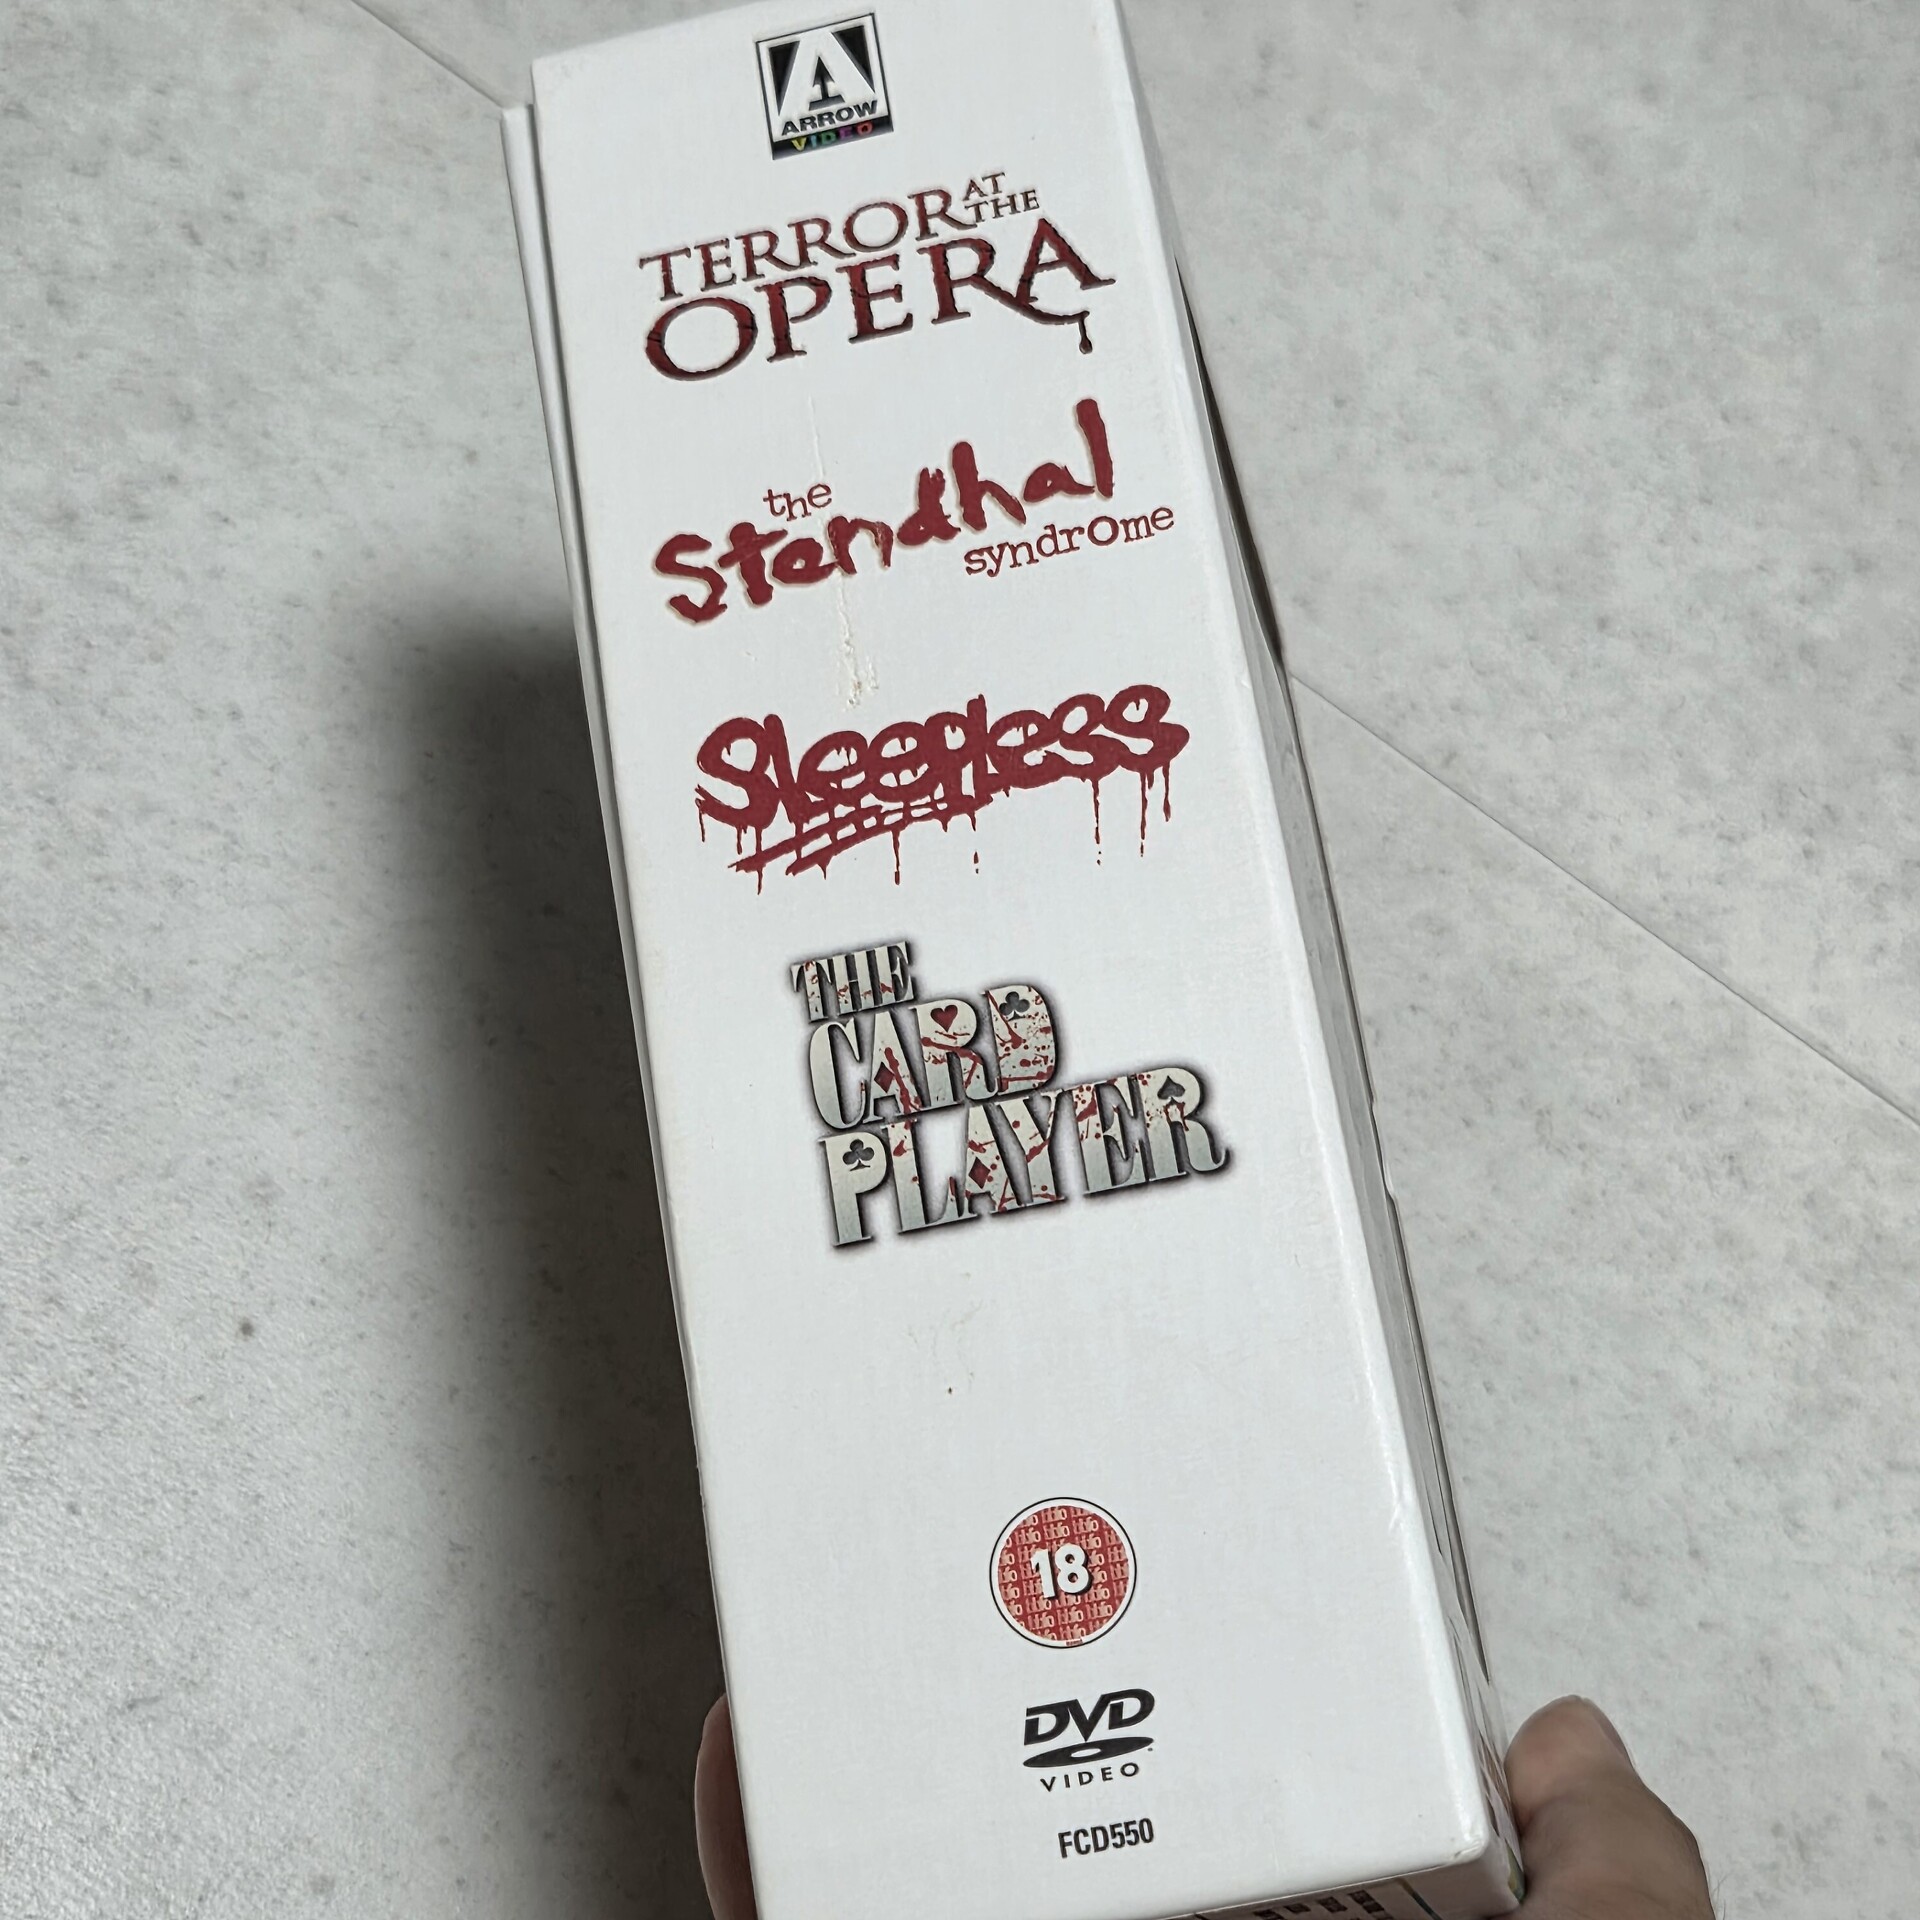 A
ARROW
VIDEO
TERROR AT THE
OPERA
the
Stendhal
syndrome
Sleepless
THE
CARD
PLAYER
18
DVD
VIDEO
FCD550